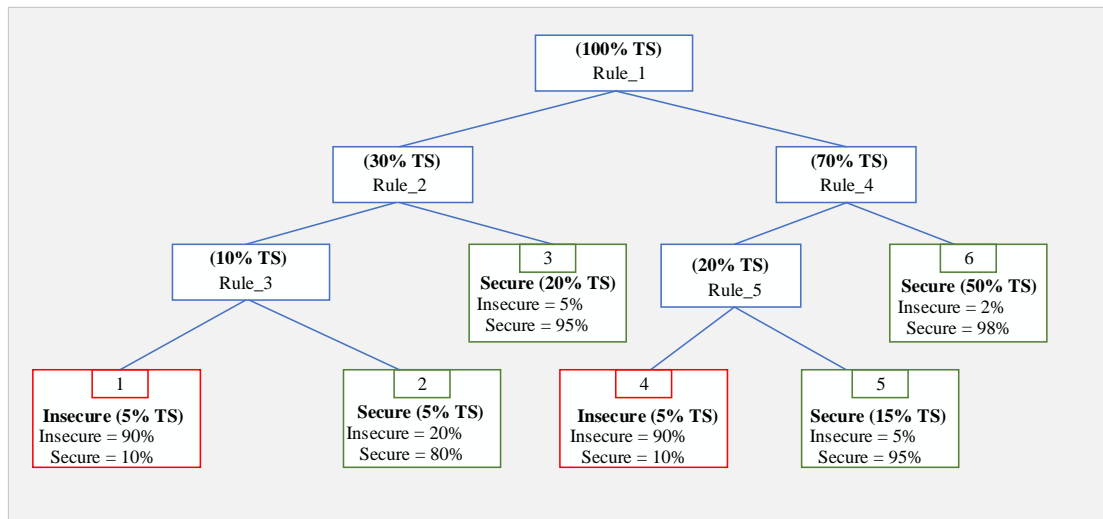 (100% TS)
Rule_1
(30% TS)
Rule_2
(70% TS)
Rule_4
(10% TS)
Rule_3
3
Secure (20% TS)
Insecure = 5%
Secure = 95%
(20% TS)
Rule_5
6
Secure (50% TS)
Insecure = 2%
Secure = 98%
1
Insecure (5% TS)
Insecure = 90%
Secure = 10%
2
Secure (5% TS)
Insecure = 20%
Secure = 80%
4
Insecure (5% TS)
Insecure = 90%
Secure = 10%
5
Secure (15% TS)
Insecure = 5%
Secure = 95%